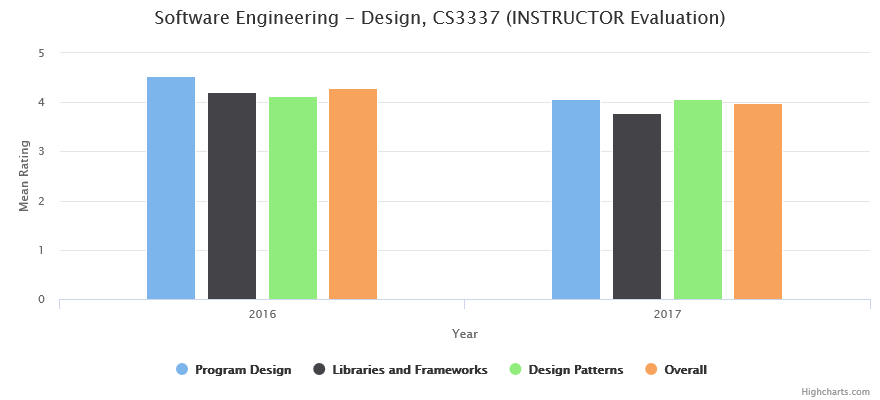 Software Engineering - Design, CS3337 (INSTRUCTOR Evaluation)
5
4
3
2
1
0
Mean Rating
2016
2017
Year
Program Design
Libraries and Frameworks
Design Patterns
Overall
Highcharts.com